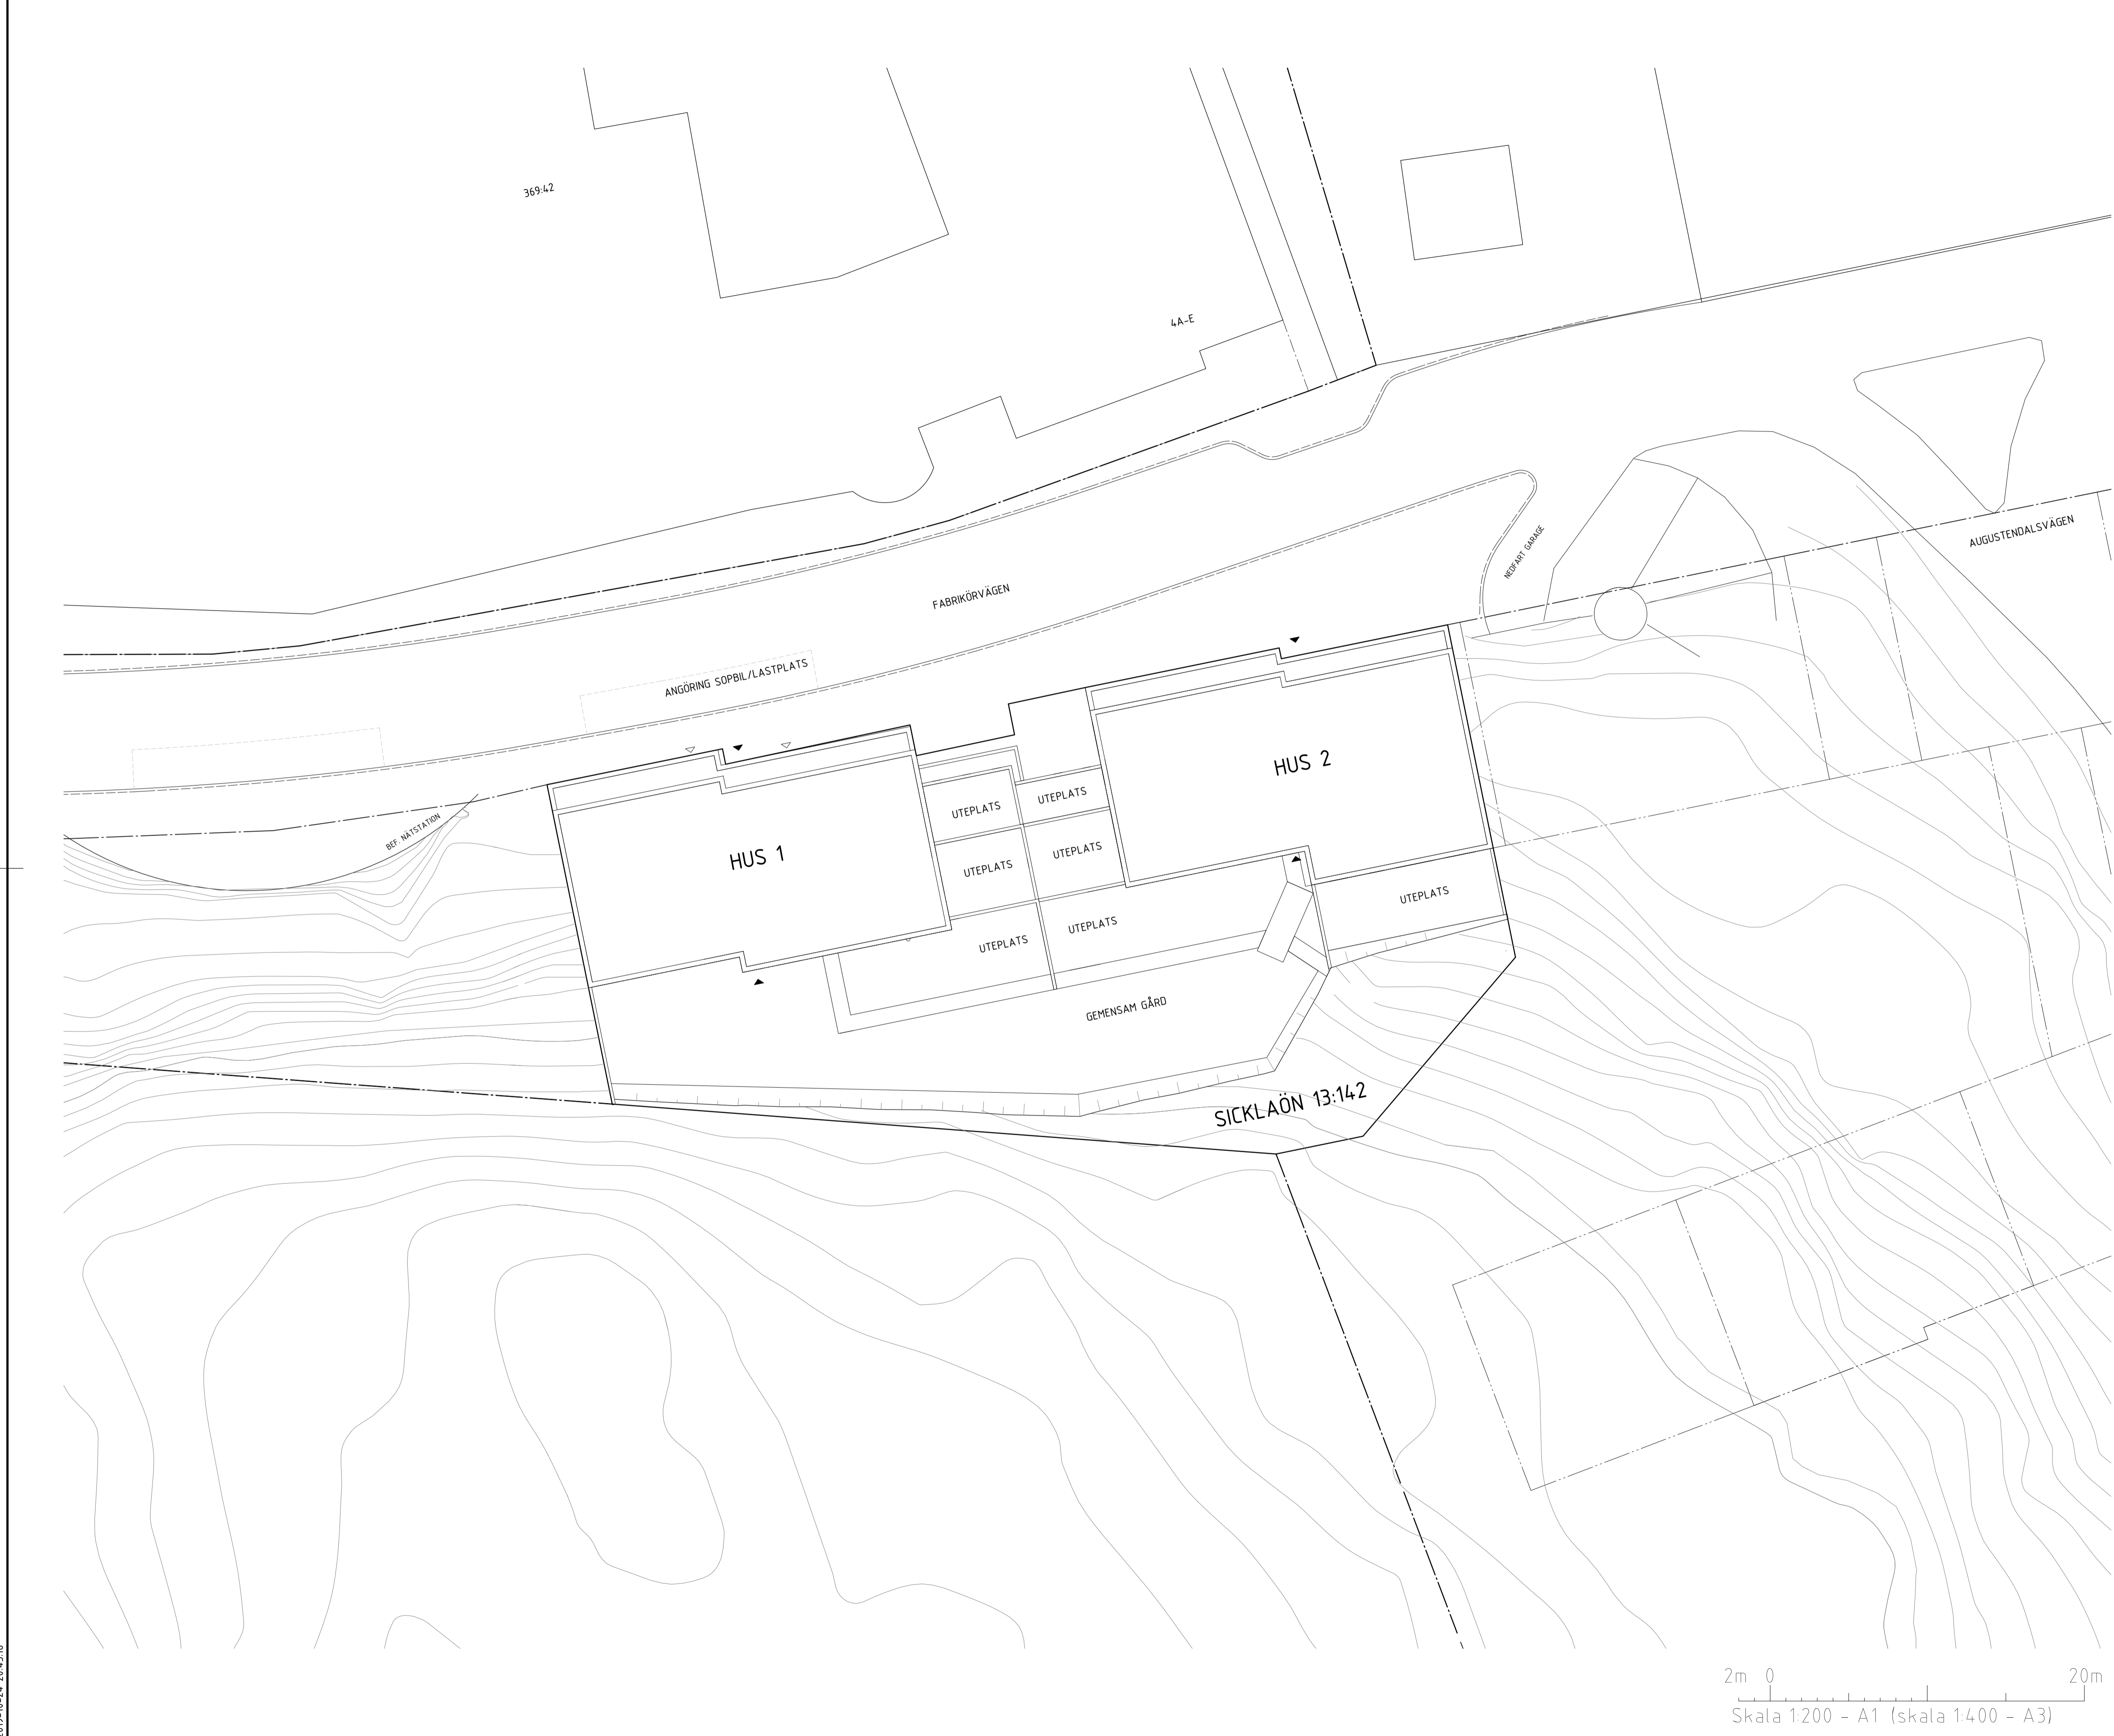 369:42
4A-E
AUGUSTENDALSVÄGEN
NEDFART GARAGE
FABRIKÖRVÄGEN
ANGÖRING SOPBIL/LASTPLATS
HUS 2
BEF. NÄTSTATION
UTEPLATS
UTEPLATS
HUS 1
UTEPLATS
UTEPLATS
UTEPLATS
UTEPLATS
UTEPLATS
GEMENSAM GÅRD
SICKLAÖN 13:142
2m 0 20m
Skala 1:200 - A1 (skala 1:400 - A3)